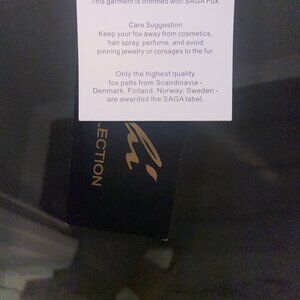 This garment is trimmed with SAGA Fox.
Care Suggestion
Keep your fox away from cosmetics,
hair spray, perfume, and avoid
pinning jewelry or corsages to the fur.
Only the highest quality
fox pelts from Scandinavia -
Denmark, Finland, Norway, Sweden -
are awarded the SAGA label.